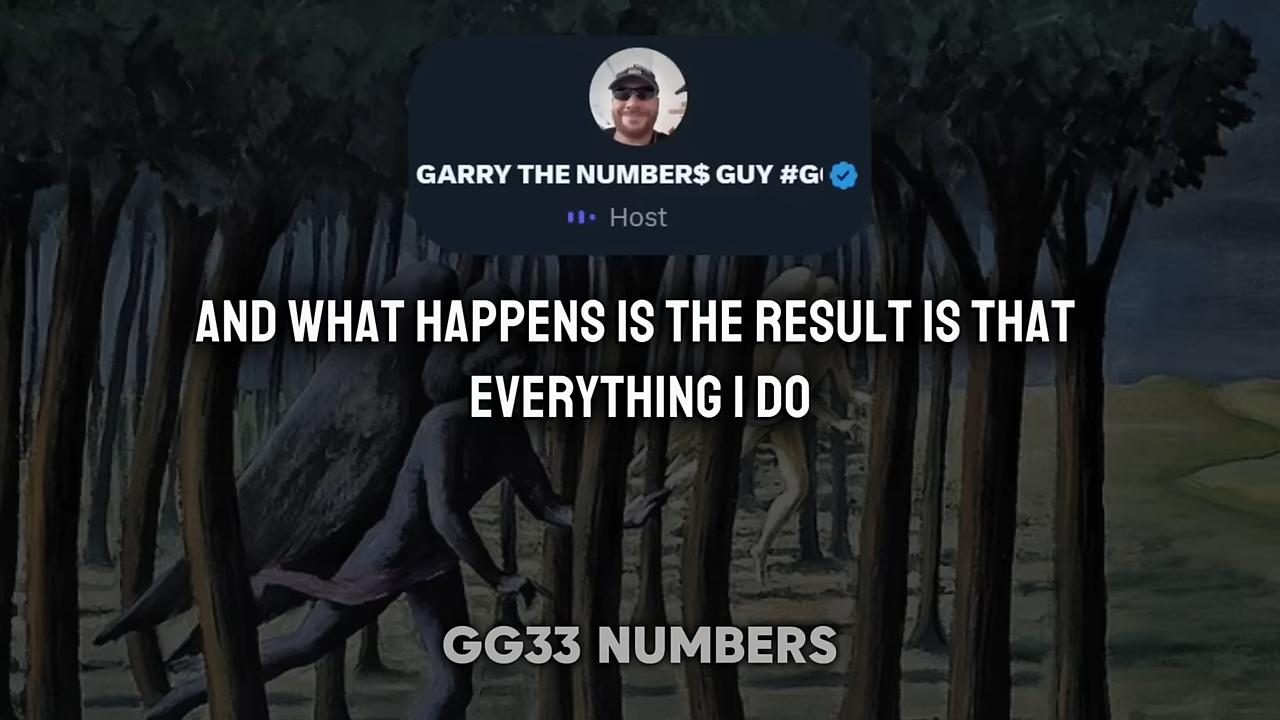 GARRY THE NUMBER$ GUY #G
Host
AND WHAT HAPPENS IS THE RESULT IS THAT
EVERYTHING I DO
GG33 NUMBERS